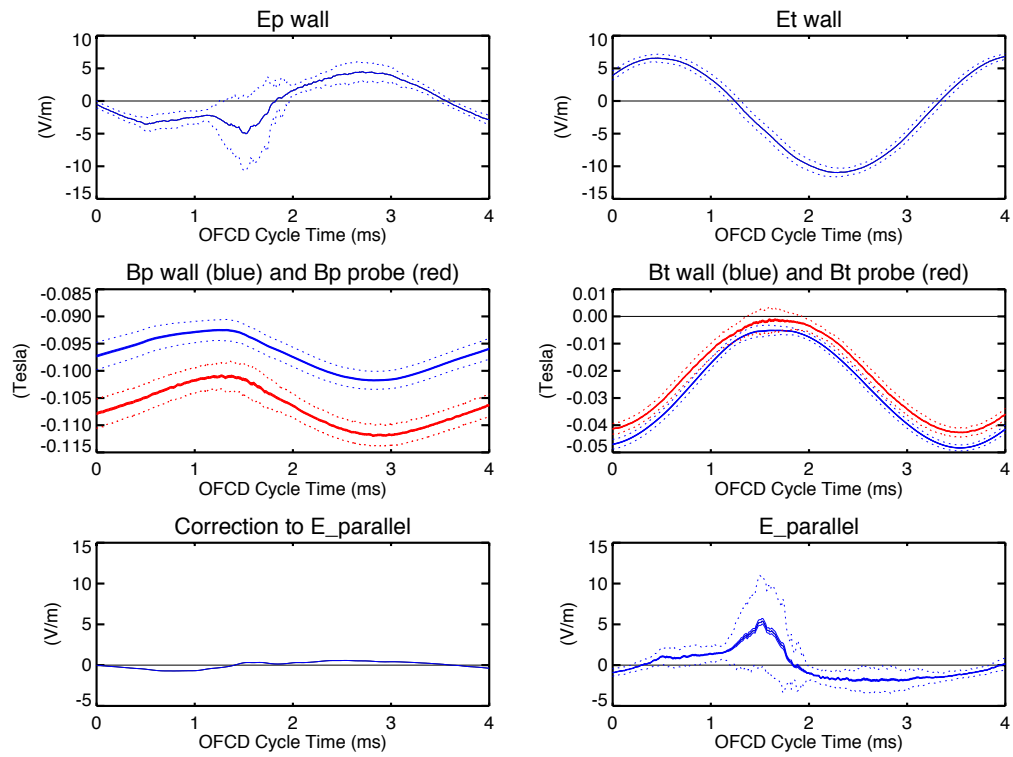 Ep wall
10
5
0
-5
-10
-15
(V/m)
0 1 2 3 4
OFCD Cycle Time (ms)
Et wall
10
5
0
-5
-10
-15
(V/m)
0 1 2 3 4
OFCD Cycle Time (ms)
Bp wall (blue) and Bp probe (red)
-0.085
-0.090
-0.095
-0.100
-0.105
-0.110
-0.115
(Tesla)
0 1 2 3 4
OFCD Cycle Time (ms)
Bt wall (blue) and Bt probe (red)
0.01
0.00
-0.01
-0.02
-0.03
-0.04
-0.05
(Tesla)
0 1 2 3 4
OFCD Cycle Time (ms)
Correction to E_parallel
15
10
5
0
-5
(V/m)
0 1 2 3 4
OFCD Cycle Time (ms)
E_parallel
15
10
5
0
-5
(V/m)
0 1 2 3 4
OFCD Cycle Time (ms)